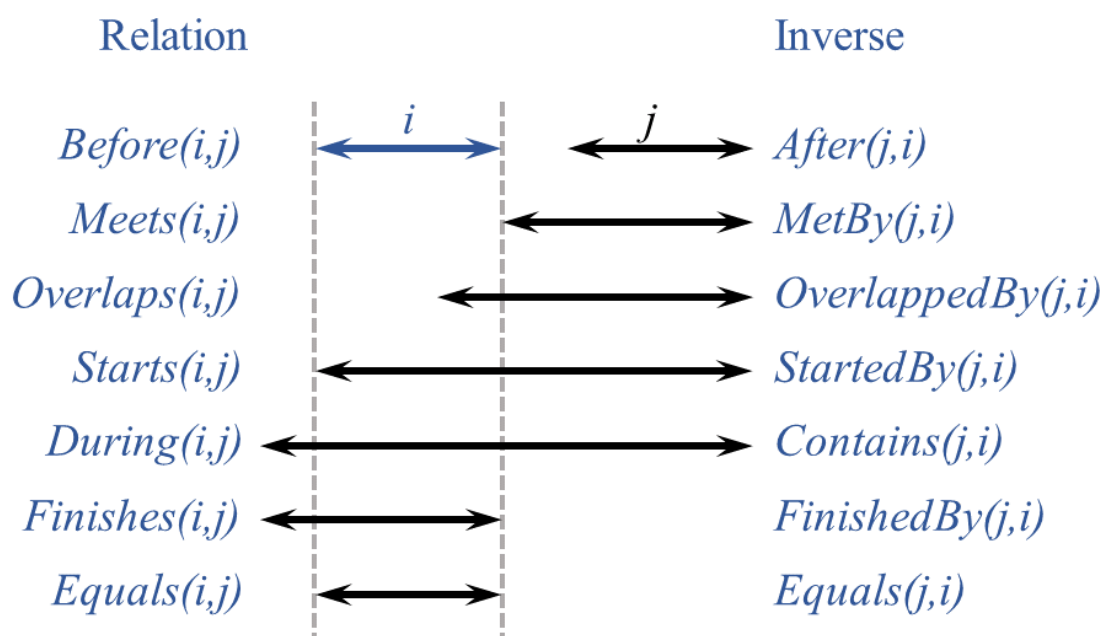 Relation Inverse
Before(i,j) i j After(j,i)
Meets(i,j) MetBy(j,i)
Overlaps(i,j) OverlappedBy(j,i)
Starts(i,j) StartedBy(j,i)
During(i,j) Contains(j,i)
Finishes(i,j) FinishedBy(j,i)
Equals(i,j) Equals(j,i)